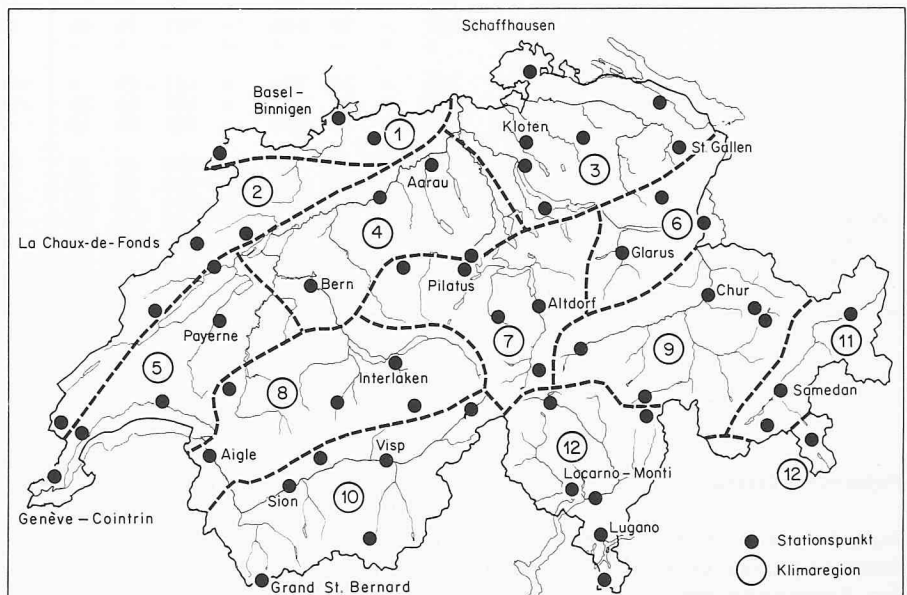 Schaffhausen
Basel –
Binnigen
1
Kloten
St. Gallen
3
Aarau
2
4
6
La Chaux-de-Fonds
Glarus
Bern
Pilatus
Chur
Altdorf
Payerne
7
9
11
5
Interlaken
8
Samedan
Aigle
Visp
12
12
Locarno-Monti
Sion
10
Genève – Cointrin
Lugano
Stationspunkt
Klimaregion
Grand St. Bernard